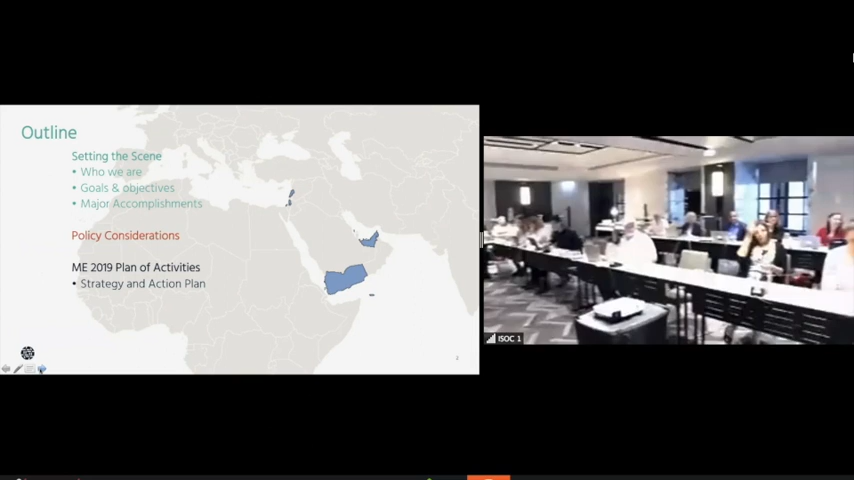 Outline
Setting the Scene
• Who we are
• Goals & objectives
• Major Accomplishments
Policy Considerations
ME 2019 Plan of Activities
• Strategy and Action Plan
2
ISOC 1